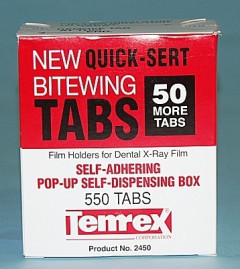 NEW QUICK-SERT
BITEWING
TABS
50
MORE
TABS
Film Holders for Dental X-Ray Film
SELF-ADHERING
POP-UP SELF-DISPENSING BOX
550 TABS
Temrex
CORPORATION
Product No. 2450